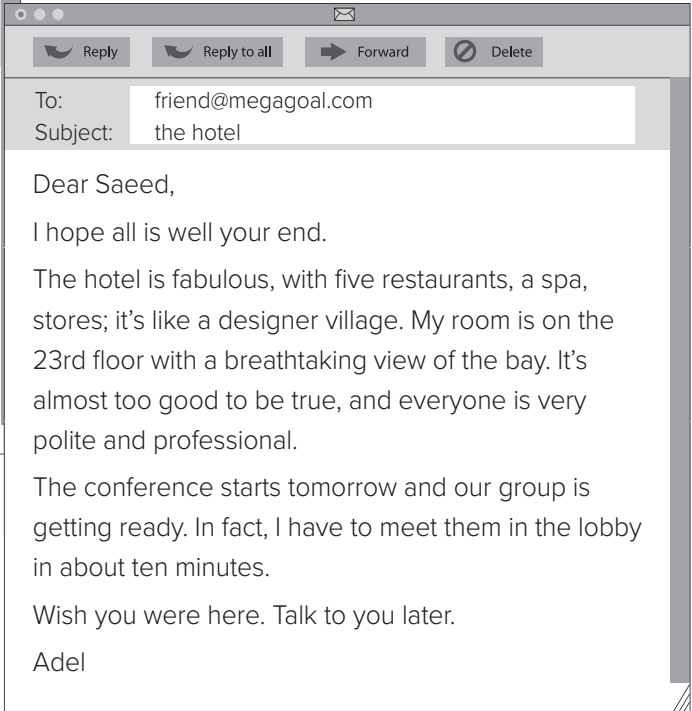 Reply Reply to all Forward Delete
To: friend@megagoal.com
Subject: the hotel
Dear Saeed,
I hope all is well your end.
The hotel is fabulous, with five restaurants, a spa,
stores; it’s like a designer village. My room is on the
23rd floor with a breathtaking view of the bay. It’s
almost too good to be true, and everyone is very
polite and professional.
The conference starts tomorrow and our group is
getting ready. In fact, I have to meet them in the lobby
in about ten minutes.
Wish you were here. Talk to you later.
Adel